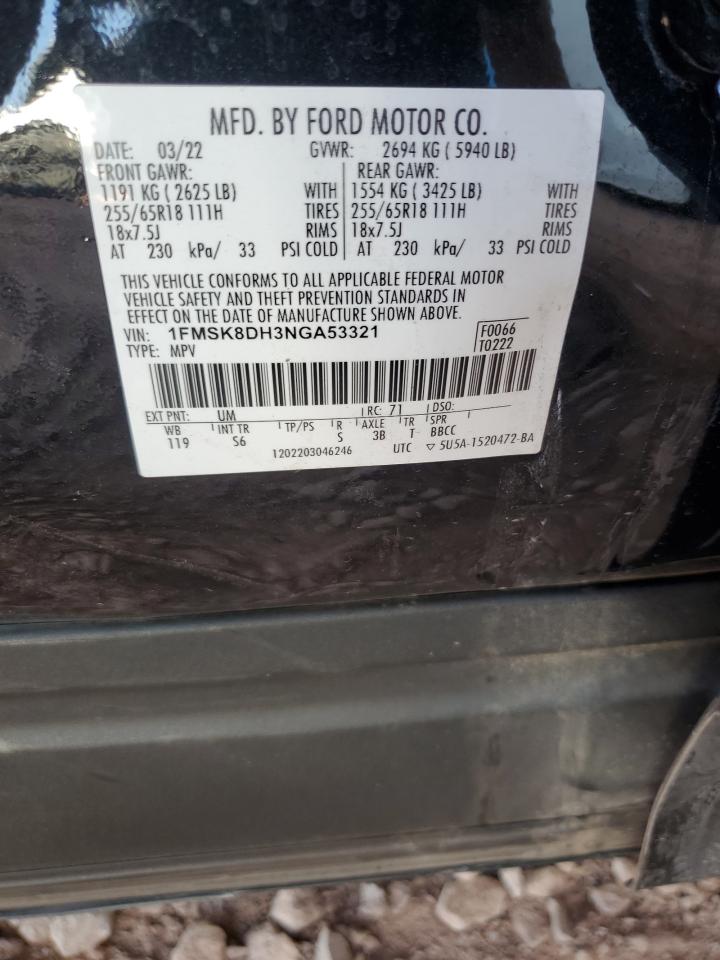 MFD. BY FORD MOTOR CO.
DATE: 03/22 GVWR: 2694 KG ( 5940 LB)
FRONT GAWR: REAR GAWR:
1191 KG ( 2625 LB) WITH 1554 KG ( 3425 LB) WITH
255/65R18 111H TIRES 255/65R18 111H TIRES
18x7.5J RIMS 18x7.5J RIMS
AT 230 kPa/ 33 PSI COLD AT 230 kPa/ 33 PSI COLD
THIS VEHICLE CONFORMS TO ALL APPLICABLE FEDERAL MOTOR
VEHICLE SAFETY AND THEFT PREVENTION STANDARDS IN
EFFECT ON THE DATE OF MANUFACTURE SHOWN ABOVE.
VIN: 1FMSK8DH3NGA53321 F0066
TYPE: MPV T0222
EXT PNT: UM RC: 71 DSO:
WB INT TR TP/PS R AXLE TR SPR
119 S6 S 3B T BBCC
1202203046246 UTC ▽ 5U5A-1520472-BA